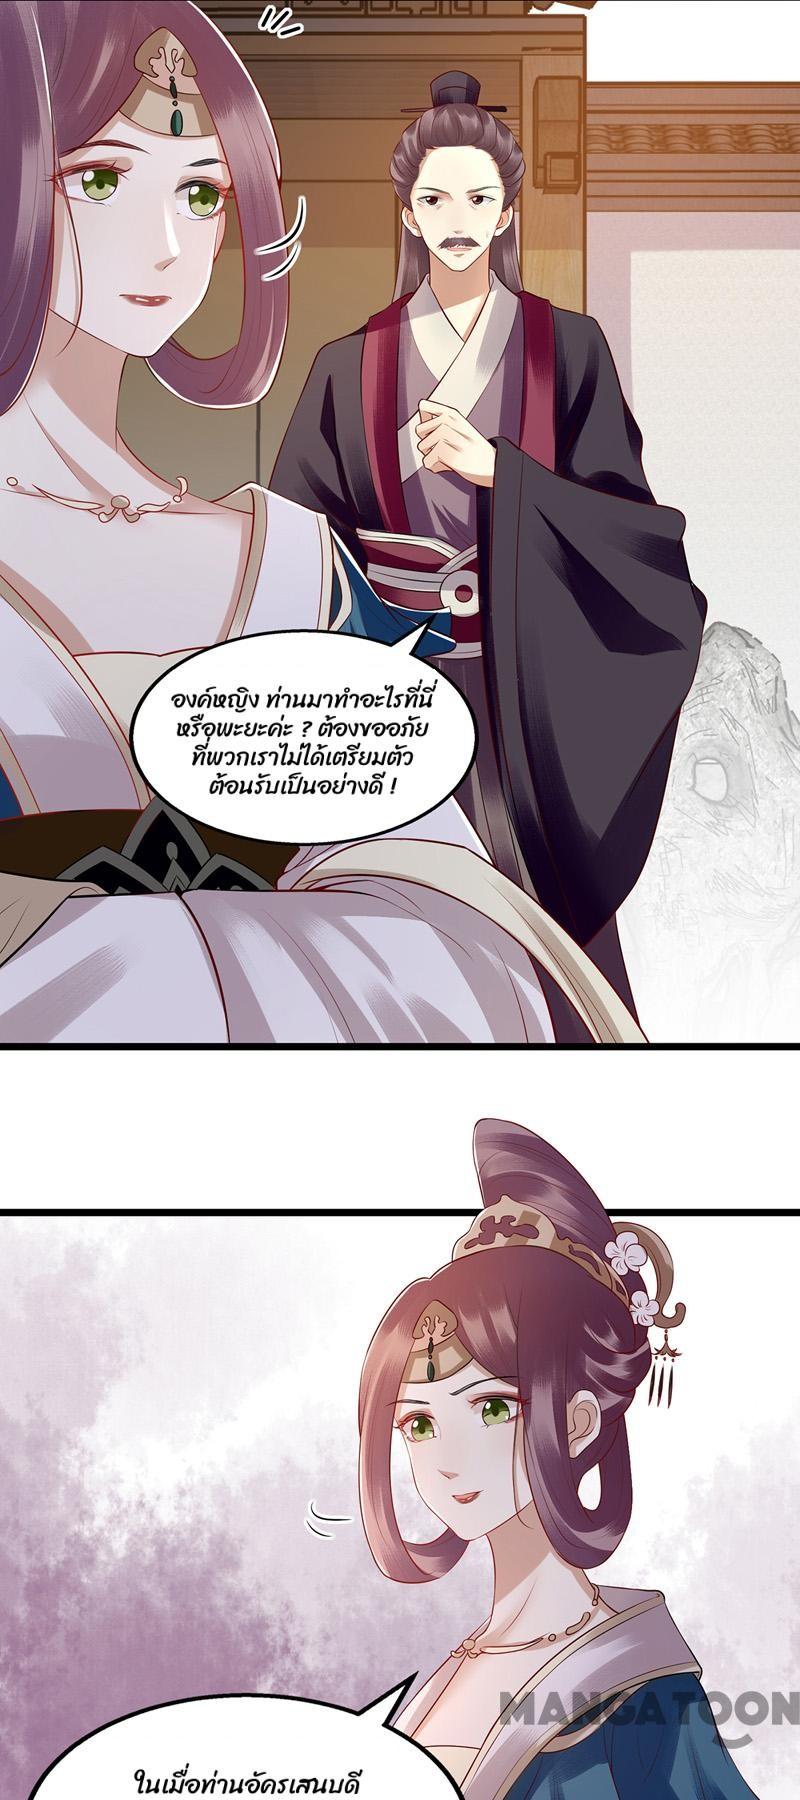 องค์หญิง ท่านมาทำอะไรที่นี่
หรือพะยะค่ะ ? ต้องขออภัย
ที่พวกเราไม่ได้เตรียมตัว
ต้อนรับเป็นอย่างดี !
MANGATOON
ในเมื่อท่านอัครเสนบดี